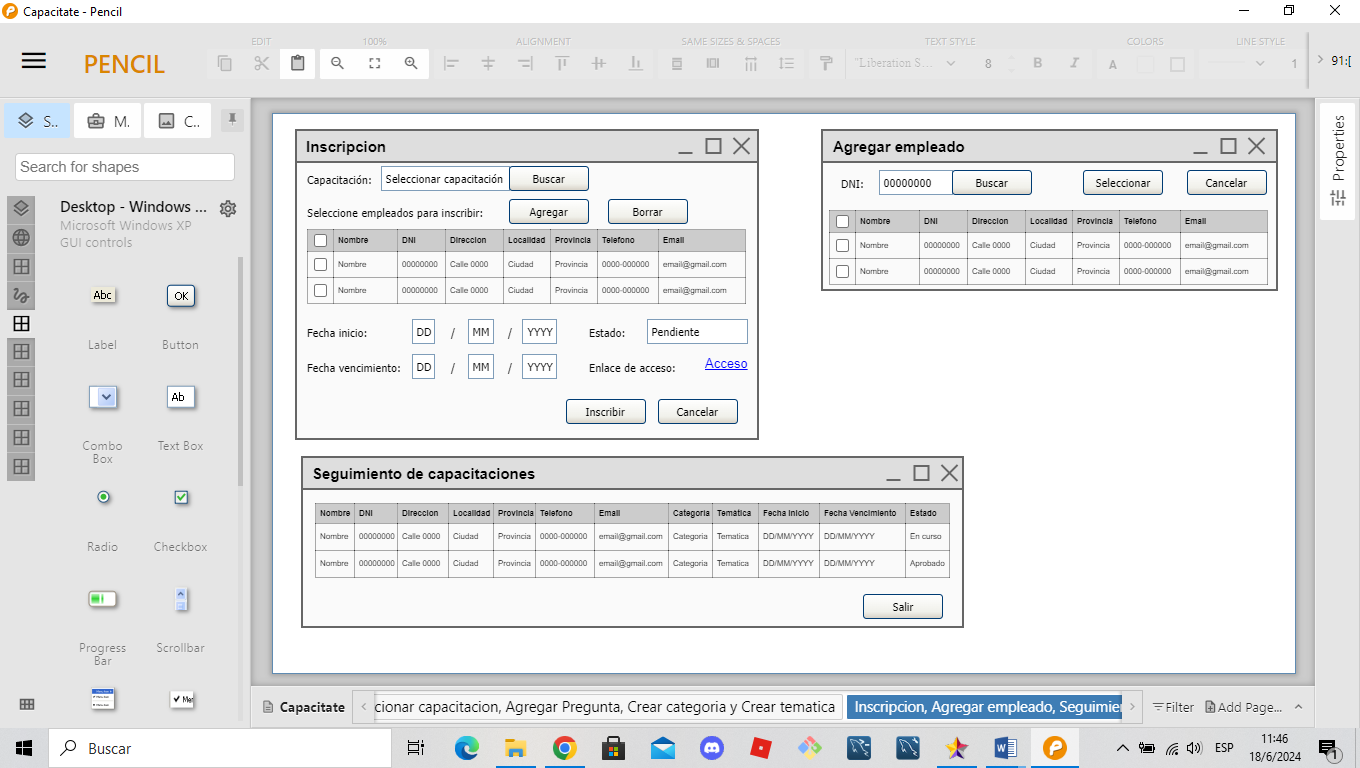 Capacitate - Pencil
EDIT 100% ALIGNMENT SAME SIZES & SPACES TEXT STYLE COLORS LINE STYLE
PENCIL
"Liberation S... 8 B I A 1 91:[
S.. M. C..
Properties
Search for shapes
Desktop - Windows ...
Microsoft Windows XP
GUI controls
Abc OK
Label Button
Ab
Combo Box Text Box
Radio Checkbox
Progress Bar Scrollbar
Inscripcion
Capacitación: Seleccionar capacitación Buscar
Seleccione empleados para inscribir: Agregar Borrar
Nombre DNI Direccion Localidad Provincia Telefono Email
Nombre 00000000 Calle 0000 Ciudad Provincia 0000-000000 email@gmail.com
Nombre 00000000 Calle 0000 Ciudad Provincia 0000-000000 email@gmail.com
Fecha inicio: DD / MM / YYYY Estado: Pendiente
Fecha vencimiento: DD / MM / YYYY Enlace de acceso: Acceso
Inscribir Cancelar
Agregar empleado
DNI: 00000000 Buscar Seleccionar Cancelar
Nombre DNI Direccion Localidad Provincia Telefono Email
Nombre 00000000 Calle 0000 Ciudad Provincia 0000-000000 email@gmail.com
Nombre 00000000 Calle 0000 Ciudad Provincia 0000-000000 email@gmail.com
Seguimiento de capacitaciones
Nombre DNI Direccion Localidad Provincia Telefono Email Categoria Tematica Fecha Inicio Fecha Vencimiento Estado
Nombre 00000000 Calle 0000 Ciudad Provincia 0000-000000 email@gmail.com Categoria Tematica DD/MM/YYYY DD/MM/YYYY En curso
Nombre 00000000 Calle 0000 Ciudad Provincia 0000-000000 email@gmail.com Categoria Tematica DD/MM/YYYY DD/MM/YYYY Aprobado
Salir
Capacitate cionar capacitacion, Agregar Pregunta, Crear categoria y Crear tematica Inscripcion, Agregar empleado, Seguimie Filter Add Page...
Buscar
ESP
11:46
18/6/2024
1